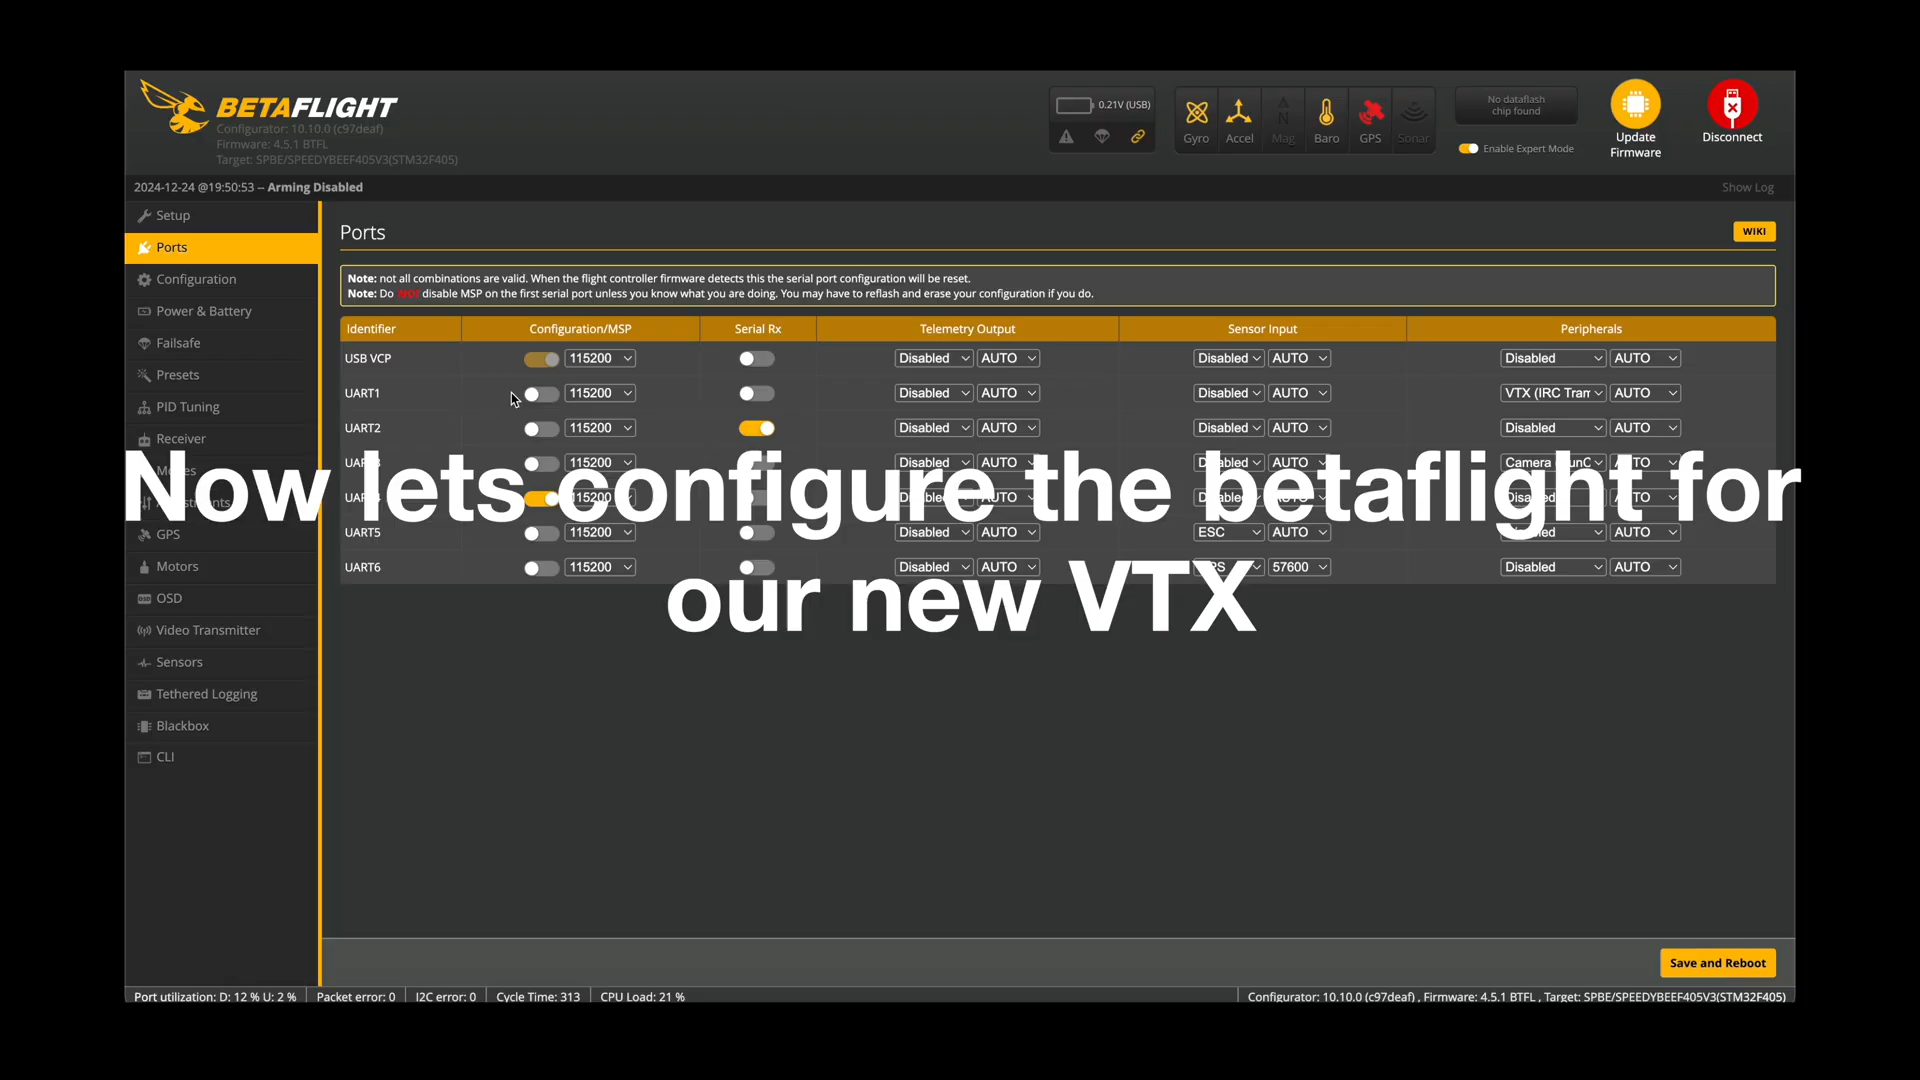 BETAFLIGHT
Configurator: 10.10.0 (c97deaf)
Firmware: 4.5.1 BTFL
Target: SPBE/SPEEDYBEEF405V3(STM32F405)
0.21V (USB)
Gyro Accel Mag Baro GPS Sonar
No dataflash
chip found
Enable Expert Mode
Update
Firmware
Disconnect
2024-12-24 @19:50:53 -- Arming Disabled
Show Log
Setup
Ports
Configuration
Power & Battery
Failsafe
Presets
PID Tuning
Receiver
GPS
Motors
OSD
Video Transmitter
Sensors
Tethered Logging
Blackbox
CLI
Ports
WIKI
Note: not all combinations are valid. When the flight controller firmware detects this the serial port configuration will be reset.
Note: Do NOT disable MSP on the first serial port unless you know what you are doing. You may have to reflash and erase your configuration if you do.
Identifier Configuration/MSP Serial Rx Telemetry Output Sensor Input Peripherals
USB VCP 115200 Disabled AUTO Disabled AUTO Disabled AUTO
UART1 115200 Disabled AUTO Disabled AUTO VTX (IRC Tran AUTO
UART2 115200 Disabled AUTO Disabled AUTO Disabled AUTO
115200 Disabled AUTO AUTO Camera AUTO
115200 AUTO AUTO
UART5 115200 Disabled AUTO ESC AUTO AUTO
UART6 115200 Disabled AUTO 57600 Disabled AUTO
Now lets configure the betaflight for
our new VTX
Save and Reboot
Port utilization: D: 12 % U: 2 % Packet error: 0 I2C error: 0 Cycle Time: 313 CPU Load: 21 %
Configurator: 10.10.0 (c97deaf) , Firmware: 4.5.1 BTFL , Target: SPBE/SPEEDYBEEF405V3(STM32F405)